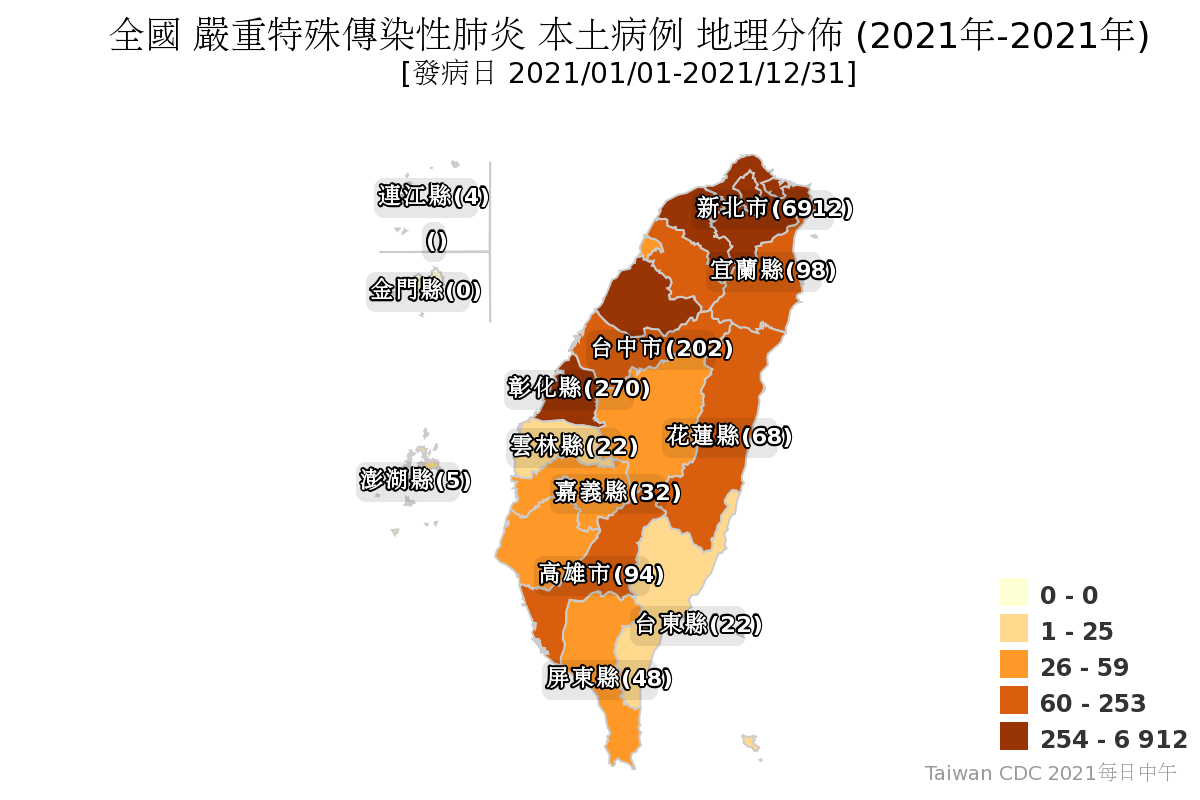 全國 嚴重特殊傳染性肺炎 本土病例 地理分佈 (2021年-2021年)
[發病日 2021/01/01-2021/12/31]
連江縣(4)
新北市(6912)
()
宜蘭縣(98)
金門縣(0)
台中市(202)
彰化縣(270)
花蓮縣(68)
雲林縣(22)
澎湖縣(5)
嘉義縣(32)
高雄市(94)
台東縣(22)
屏東縣(48)
0 - 0
1 - 25
26 - 59
60 - 253
254 - 6 912
Taiwan CDC 2021每日中午